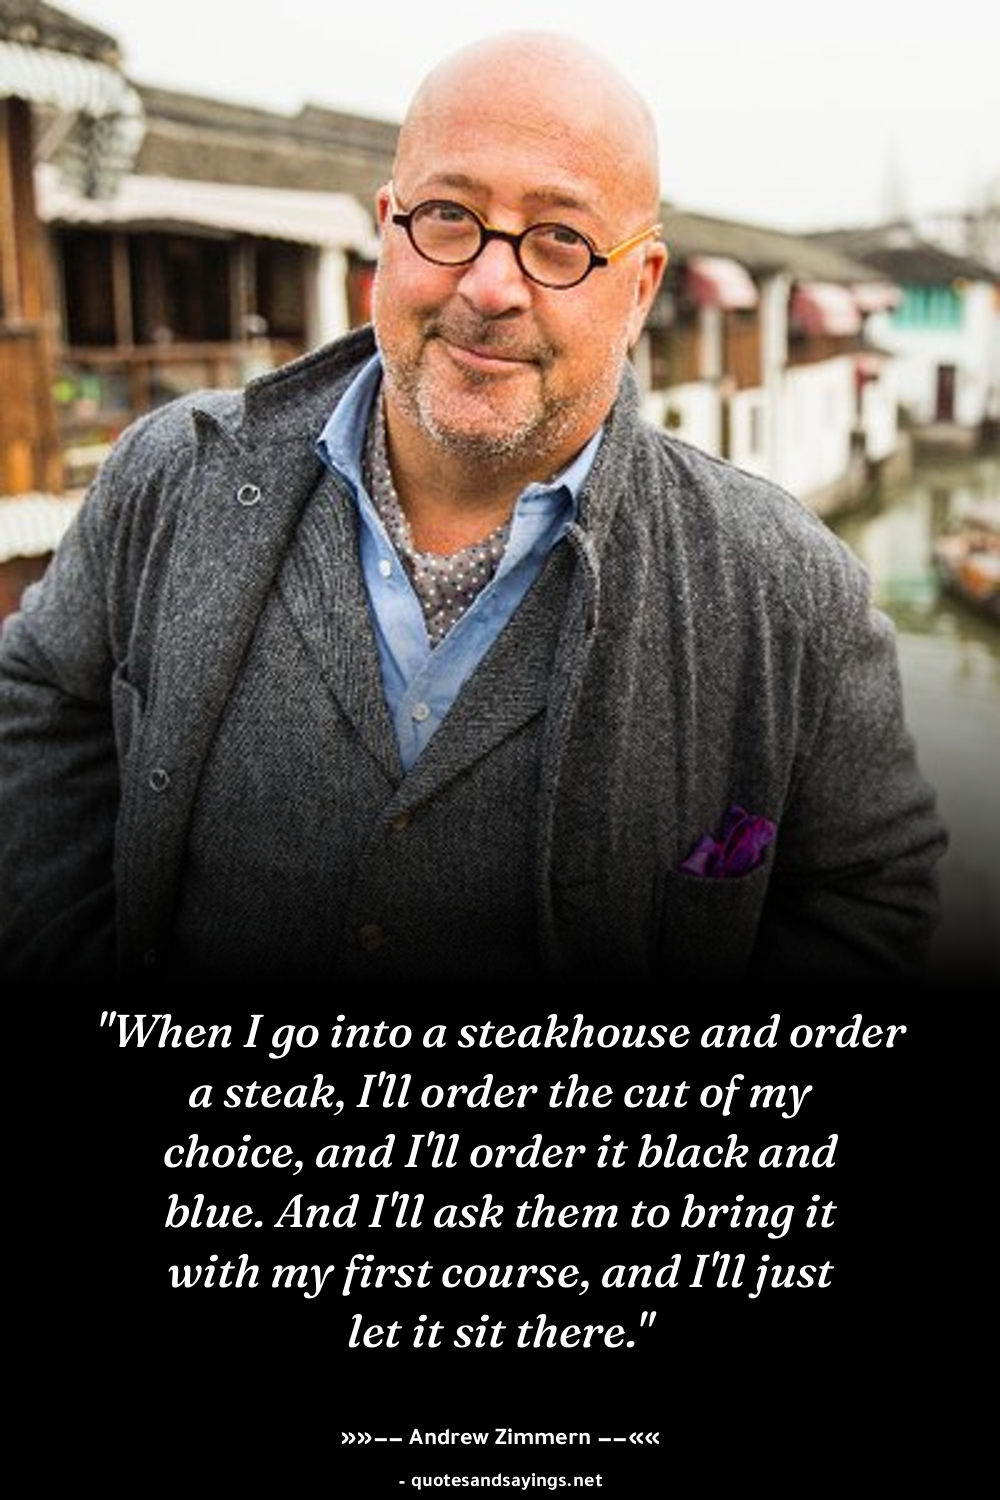 "When I go into a steakhouse and order
a steak, I'll order the cut of my
choice, and I'll order it black and
blue. And I'll ask them to bring it
with my first course, and I'll just
let it sit there."
»»–– Andrew Zimmern ––««
- quotesandsayings.net